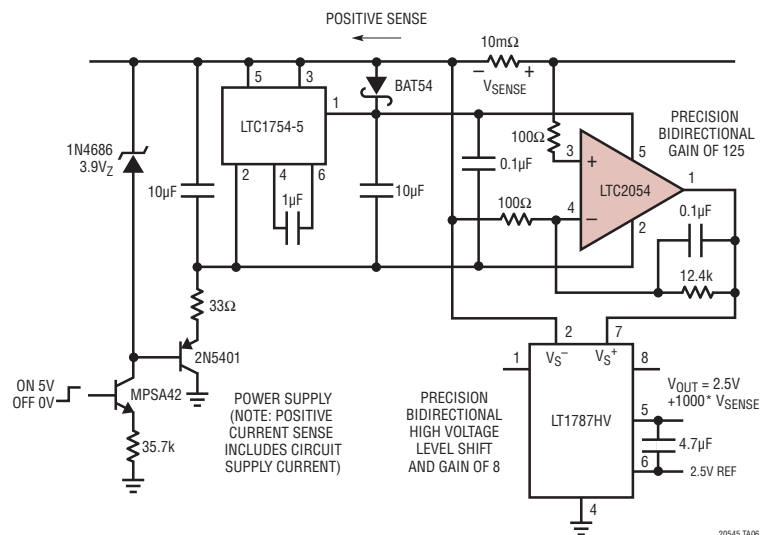 POSITIVE SENSE
10mΩ
– +
VSENSE
BAT54
5
3
1
LTC1754-5
2
4
6
1µF
1N4686
3.9VZ
10µF
10µF
0.1µF
100Ω
100Ω
3
+
4
–
5
LTC2054
1
2
PRECISION
BIDIRECTIONAL
GAIN OF 125
0.1µF
12.4k
33Ω
2N5401
ON 5V
OFF 0V
MPSA42
35.7k
POWER SUPPLY
(NOTE: POSITIVE
CURRENT SENSE
INCLUDES CIRCUIT
SUPPLY CURRENT)
PRECISION
BIDIRECTIONAL
HIGH VOLTAGE
LEVEL SHIFT
AND GAIN OF 8
2
7
1
VS–
VS+
8
LT1787HV
5
6
4
VOUT = 2.5V
+1000* VSENSE
4.7µF
2.5V REF
20545 TA06